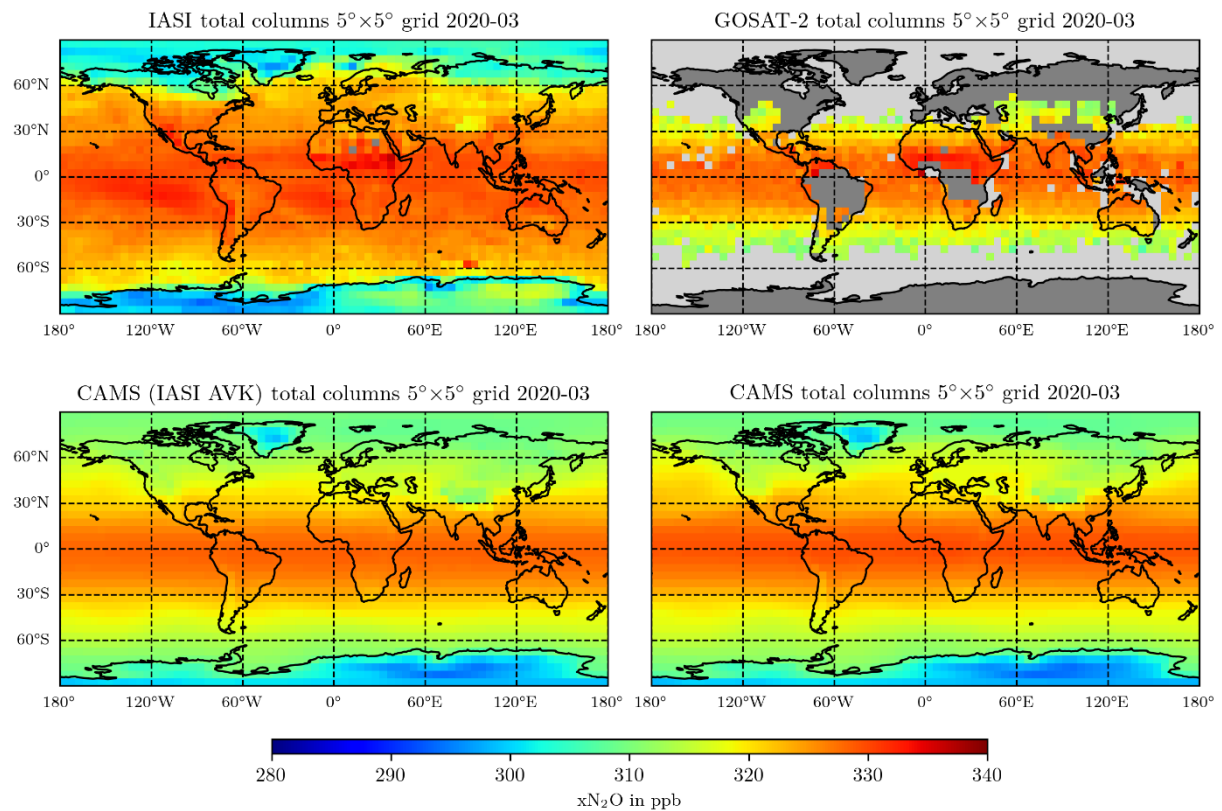 IASI total columns 5°×5° grid 2020-03
GOSAT-2 total columns 5°×5° grid 2020-03
60°N
30°N
0°
30°S
60°S
180° 120°W 60°W 0° 60°E 120°E 180°
180° 120°W 60°W 0° 60°E 120°E 180°
CAMS (IASI AVK) total columns 5°×5° grid 2020-03
CAMS total columns 5°×5° grid 2020-03
60°N
30°N
0°
30°S
60°S
180° 120°W 60°W 0° 60°E 120°E 180°
180° 120°W 60°W 0° 60°E 120°E 180°
280 290 300 310 320 330 340
xN₂O in ppb